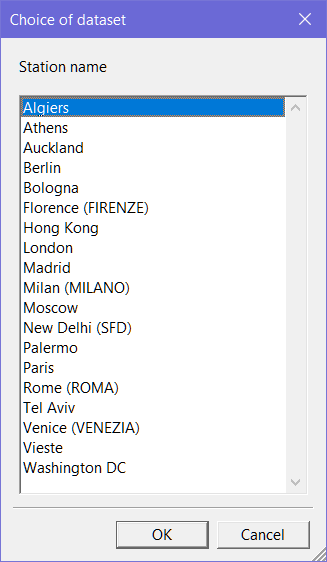 Choice of dataset
Station name
Algiers
Athens
Auckland
Berlin
Bologna
Florence (FIRENZE)
Hong Kong
London
Madrid
Milan (MILANO)
Moscow
New Delhi (SFD)
Palermo
Paris
Rome (ROMA)
Tel Aviv
Venice (VENEZIA)
Vieste
Washington DC
OK
Cancel